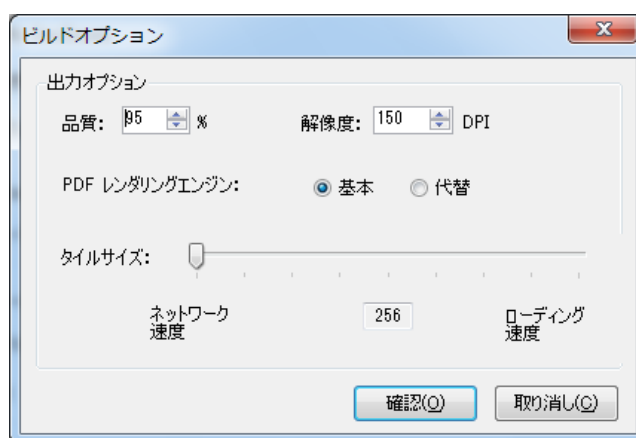 ビルドオプション
出力オプション
品質: 95 % 解像度: 150 DPI
PDF レンダリングエンジン: 基本 代替
タイルサイズ:
ネットワーク
速度
256
ローディング
速度
確認(O) 取り消し(C)